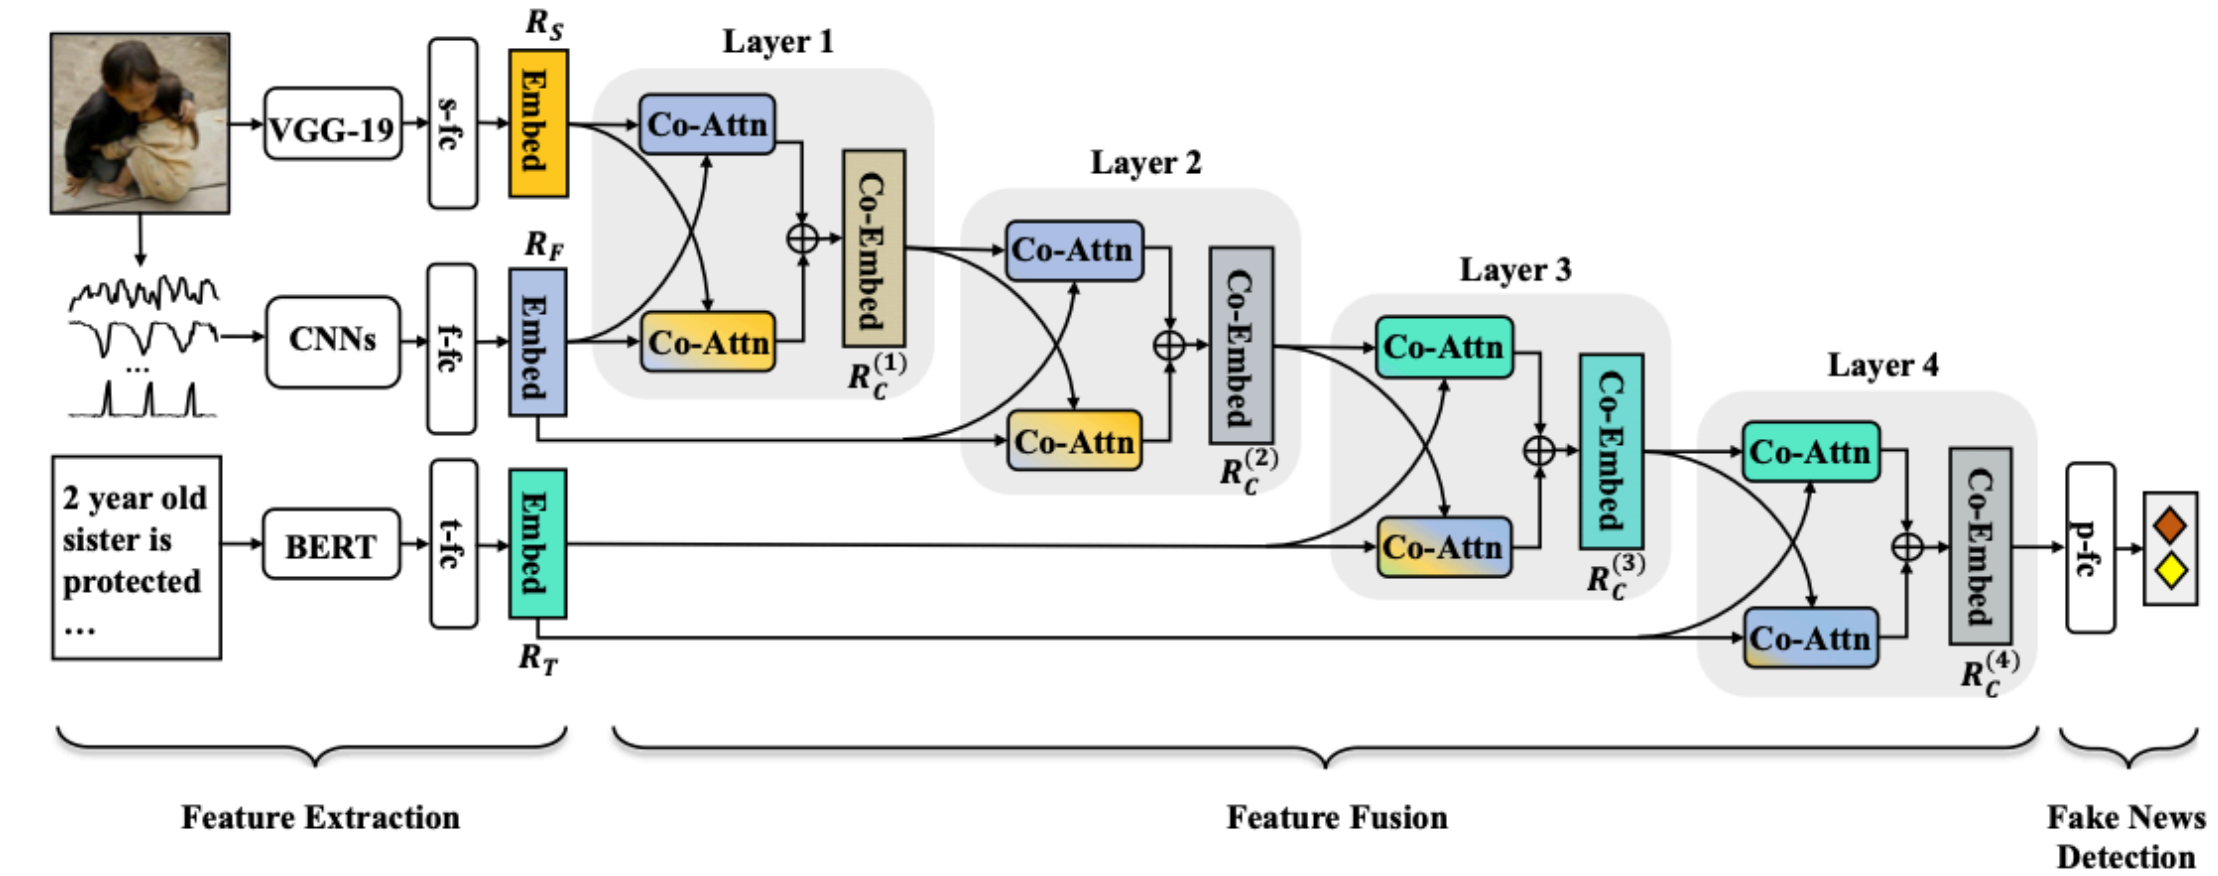 R_S
Layer 1
Embed
s-fc
VGG-19
Co-Attn
Layer 2
Co-Embed
R_F
Co-Attn
Layer 3
Embed
f-fc
CNNs
...
Co-Attn
R_C^(1)
Co-Embed
Co-Attn
Layer 4
Co-Attn
R_C^(2)
Co-Embed
Co-Attn
2 year old
sister is
protected
...
BERT
t-fc
Embed
R_T
Co-Attn
R_C^(3)
Co-Embed
Co-Attn
R_C^(4)
p-fc
Feature Extraction
Feature Fusion
Fake News
Detection